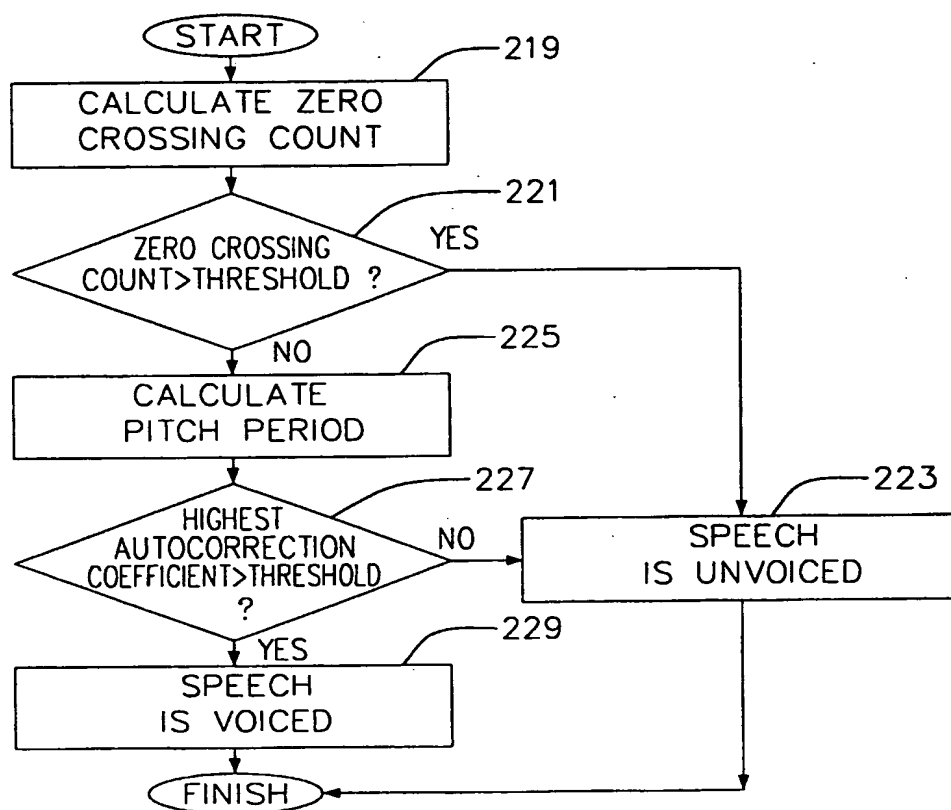 START
219
CALCULATE ZERO
CROSSING COUNT
221
ZERO CROSSING
COUNT>THRESHOLD ?
YES
NO
225
CALCULATE
PITCH PERIOD
227
HIGHEST
AUTOCORRECTION
COEFFICIENT>THRESHOLD
?
NO
223
SPEECH
IS UNVOICED
YES
229
SPEECH
IS VOICED
FINISH